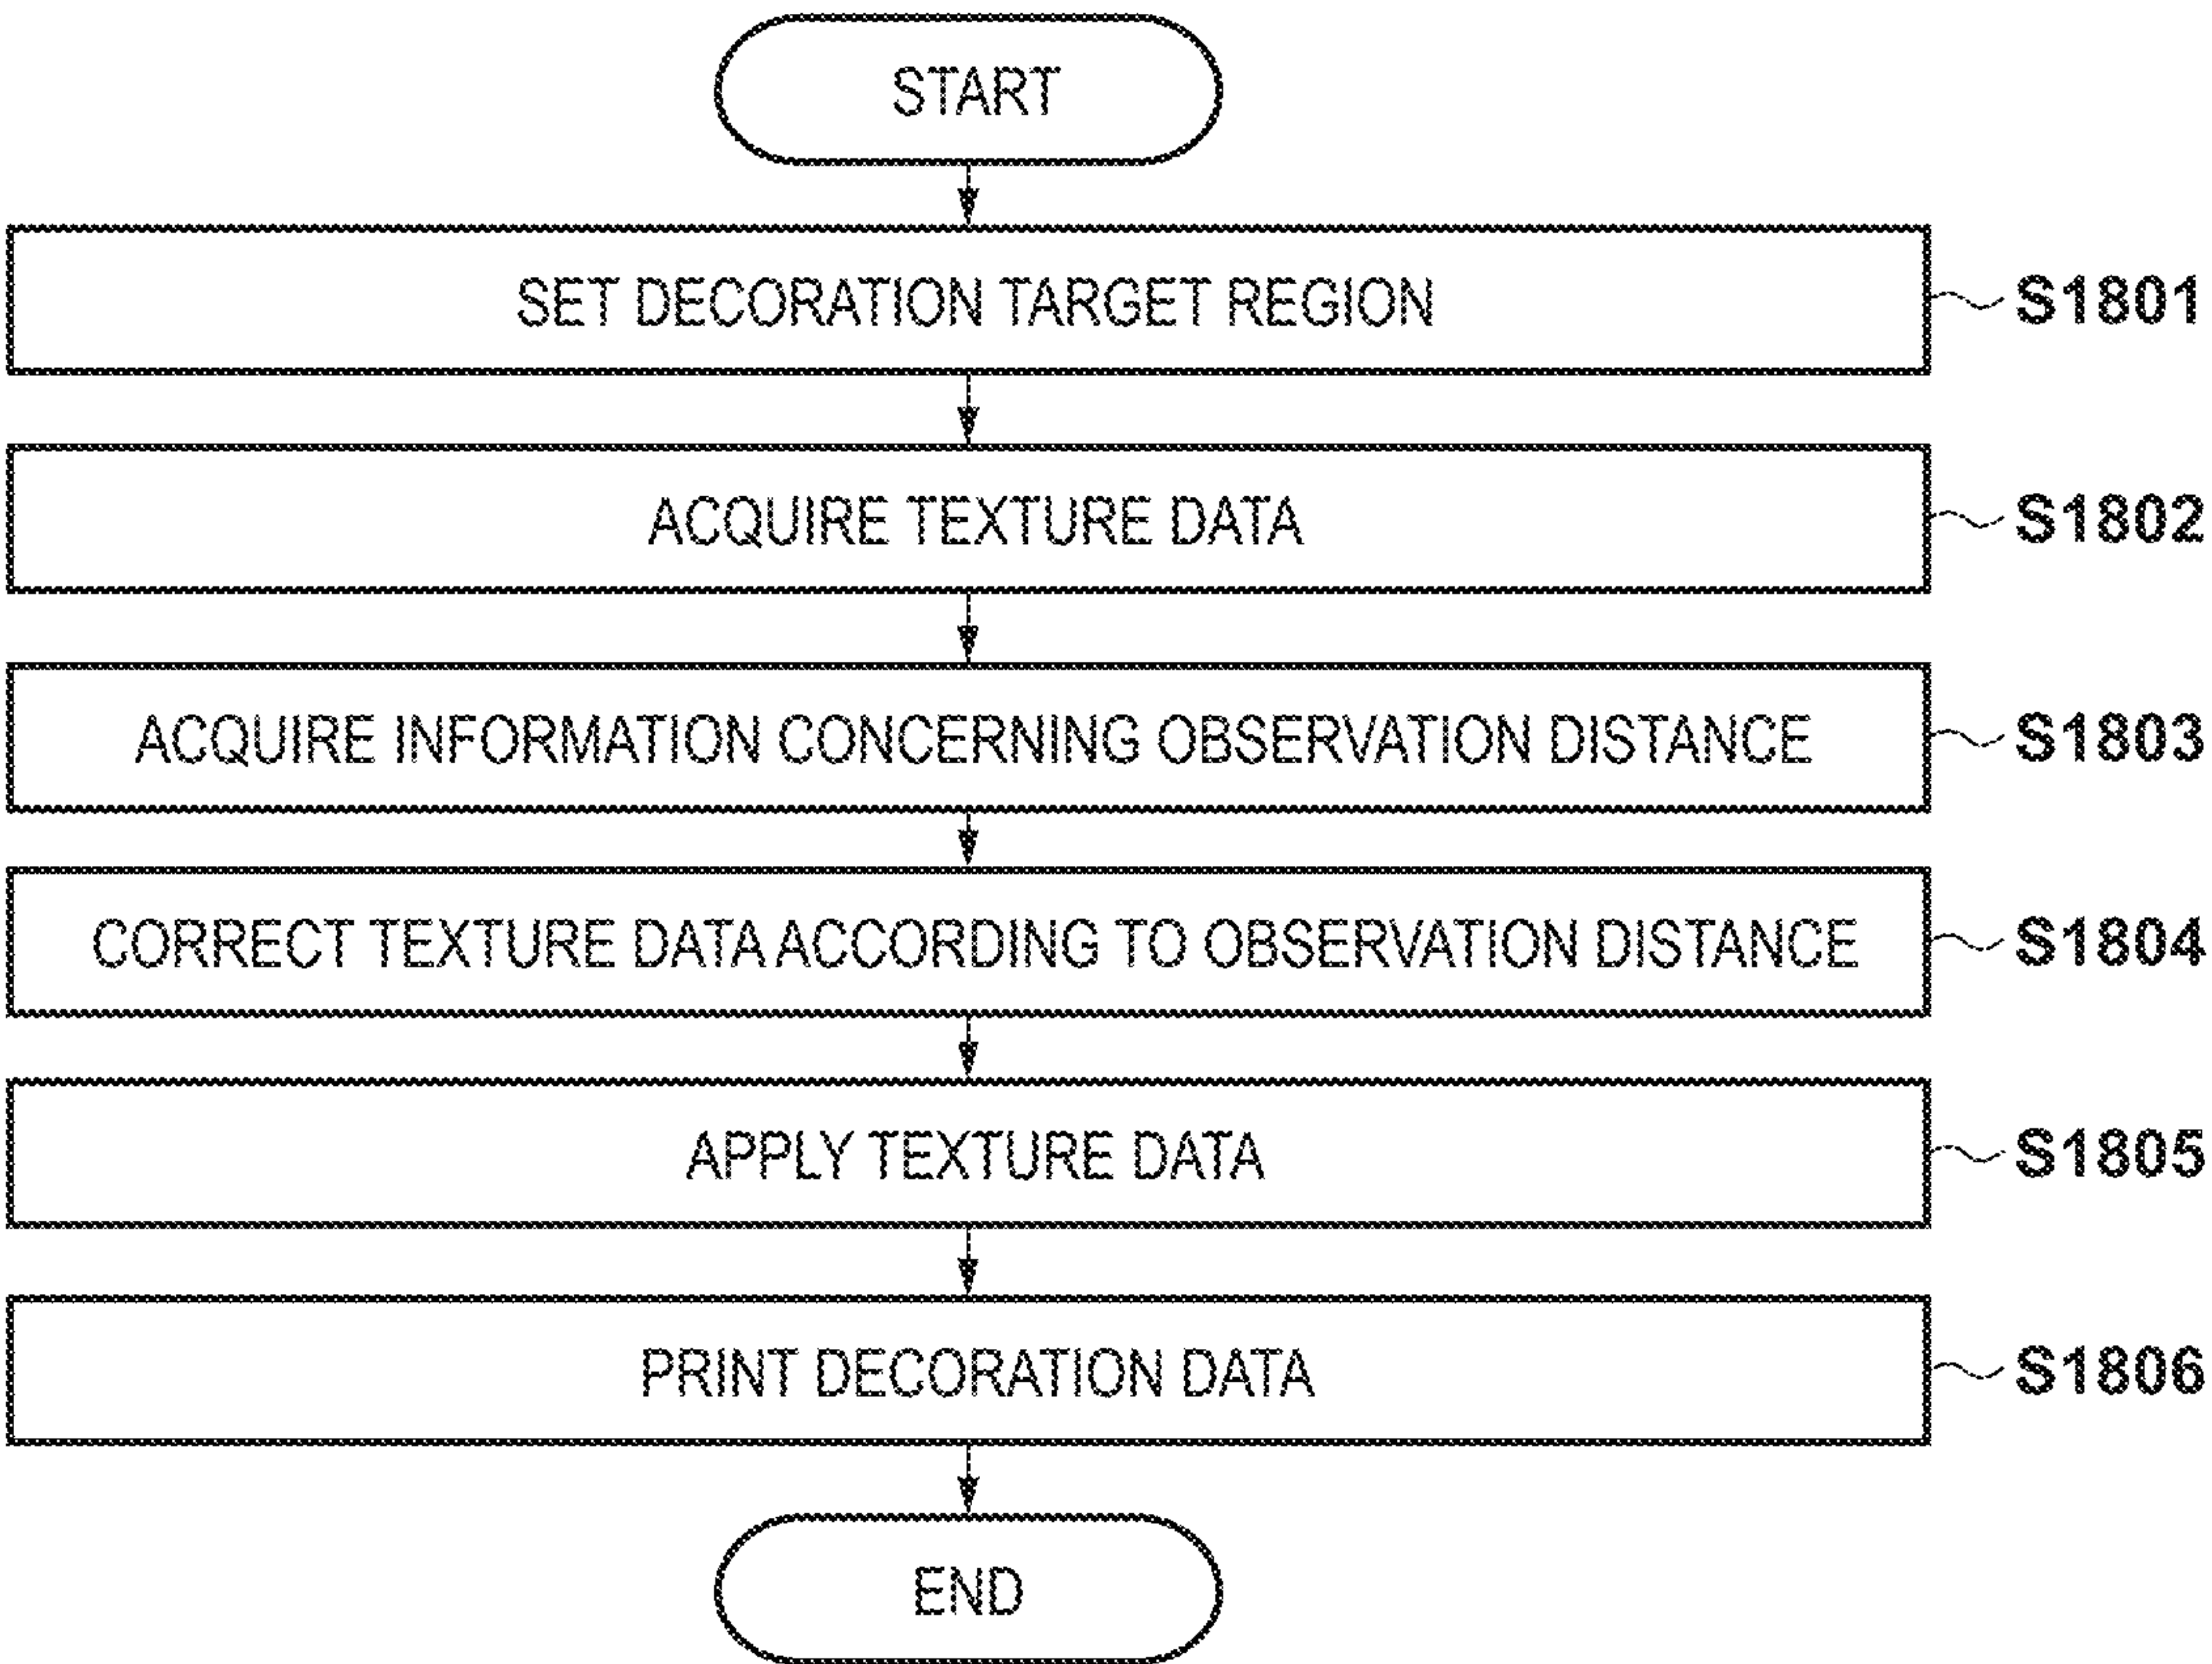 START
SET DECORATION TARGET REGION
S1801
ACQUIRE TEXTURE DATA
S1802
ACQUIRE INFORMATION CONCERNING OBSERVATION DISTANCE
S1803
CORRECT TEXTURE DATA ACCORDING TO OBSERVATION DISTANCE
S1804
APPLY TEXTURE DATA
S1805
PRINT DECORATION DATA
S1806
END